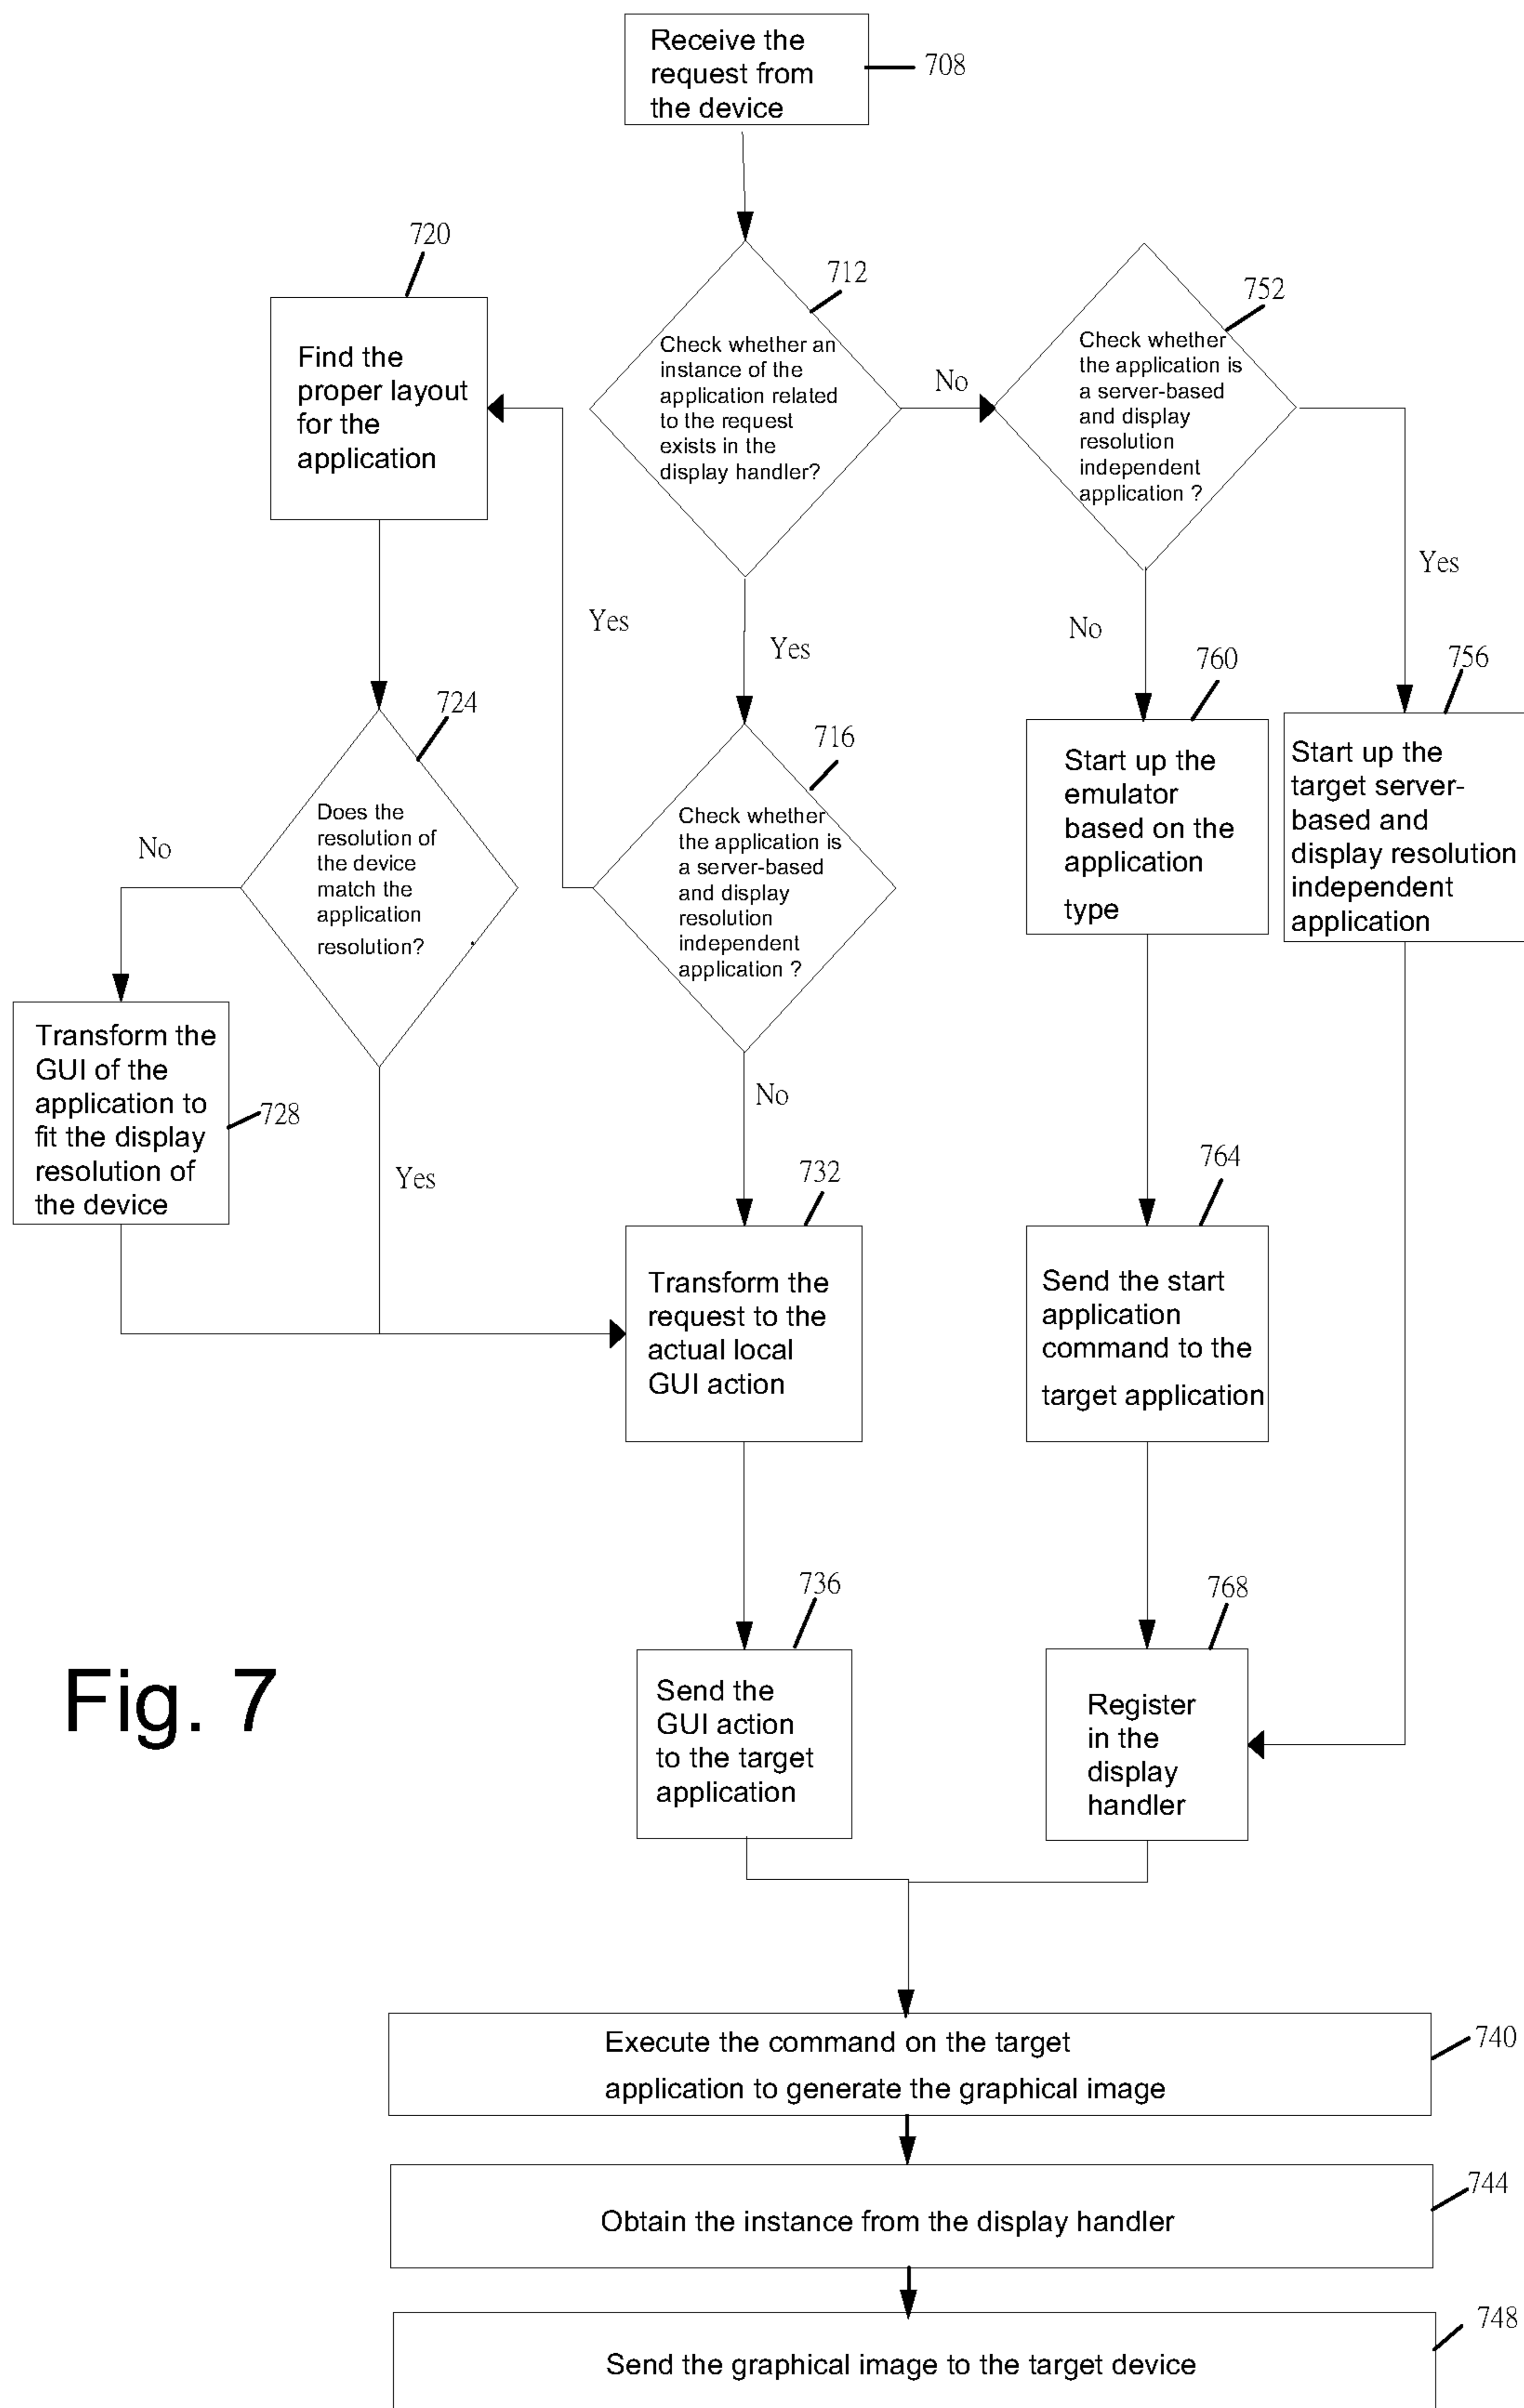 Receive the
request from
the device
708
720
712
752
Find the
proper layout
for the
application
Check whether an
instance of the
application related
to the request
exists in the
display handler?
No
Check whether
the application is
a server-based
and display
resolution
independent
application ?
Yes
Yes
Yes
No
724
716
760
756
Does the
resolution of
the device
match the
application
resolution?
No
Check whether
the application is
a server-based
and display
resolution
independent
application ?
Start up the
emulator
based on the
application
type
Start up the
target server-
based and
display resolution
independent
application
Transform the
GUI of the
application to
fit the display
resolution of
the device
728
Yes
No
732
764
Transform the
request to the
actual local
GUI action
Send the start
application
command to the
target application
736
768
Fig. 7
Send the
GUI action
to the target
application
Register
in the
display
handler
Execute the command on the target
application to generate the graphical image
740
Obtain the instance from the display handler
744
Send the graphical image to the target device
748